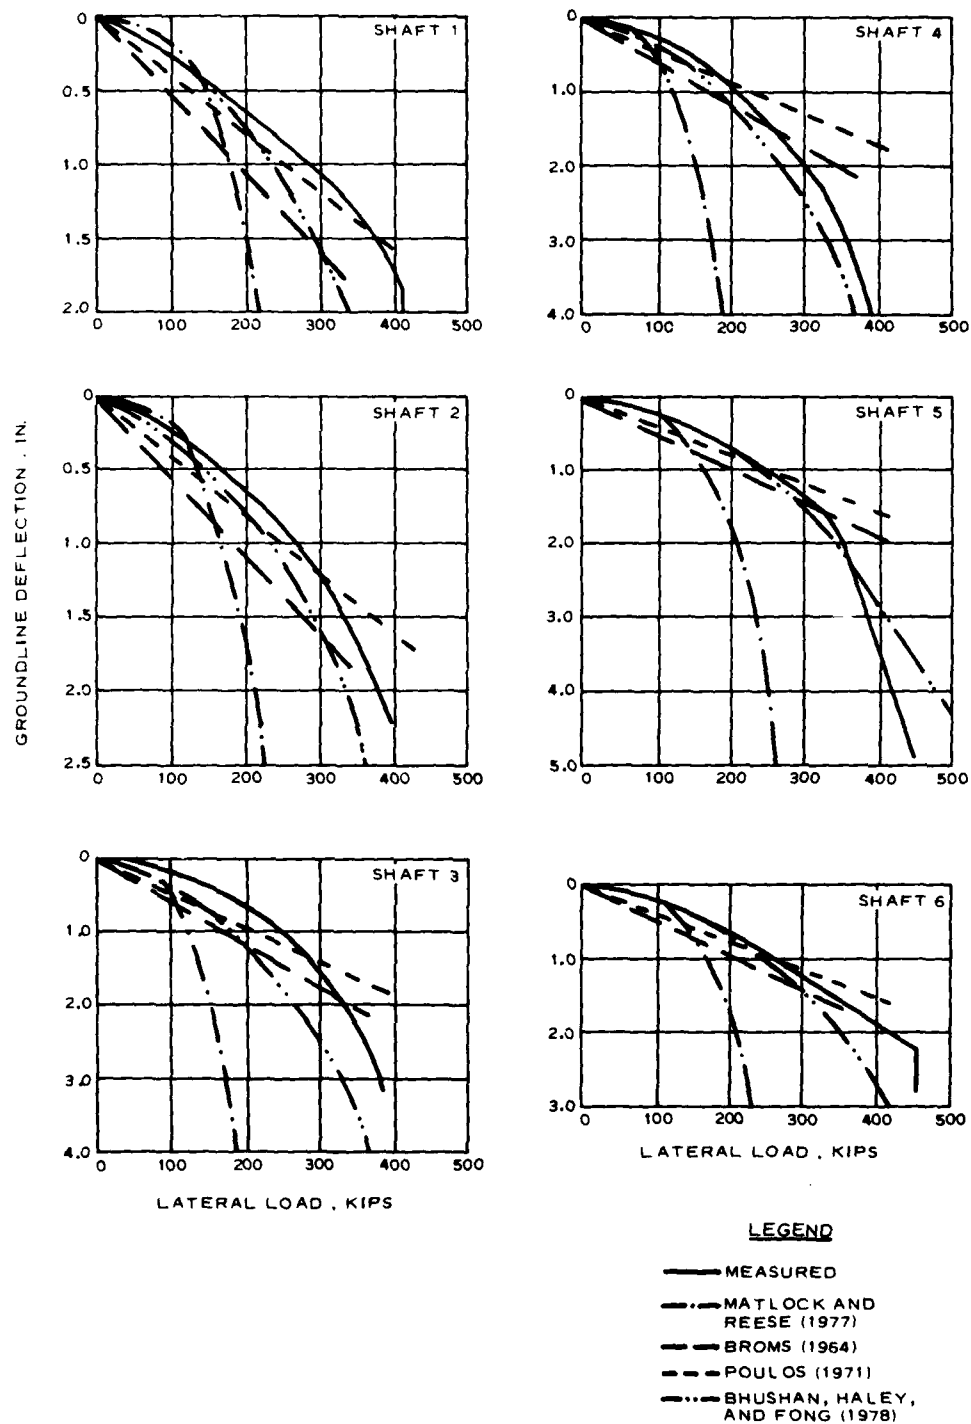 SHAFT 1
0
0.5
1.0
1.5
2.0
0 100 200 300 400 500
SHAFT 4
0
1.0
2.0
3.0
4.0
0 100 200 300 400 500
GROUNDLINE DEFLECTION, IN.
SHAFT 2
0
0.5
1.0
1.5
2.0
2.5
0 100 200 300 400 500
SHAFT 5
0
1.0
2.0
3.0
4.0
5.0
0 100 200 300 400 500
SHAFT 3
0
1.0
2.0
3.0
4.0
0 100 200 300 400 500
LATERAL LOAD, KIPS
SHAFT 6
0
1.0
2.0
3.0
0 100 200 300 400 500
LATERAL LOAD, KIPS
LEGEND
MEASURED
MATLOCK AND
REESE (1977)
BROMS (1964)
POULOS (1971)
BHUSHAN, HALEY,
AND FONG (1978)